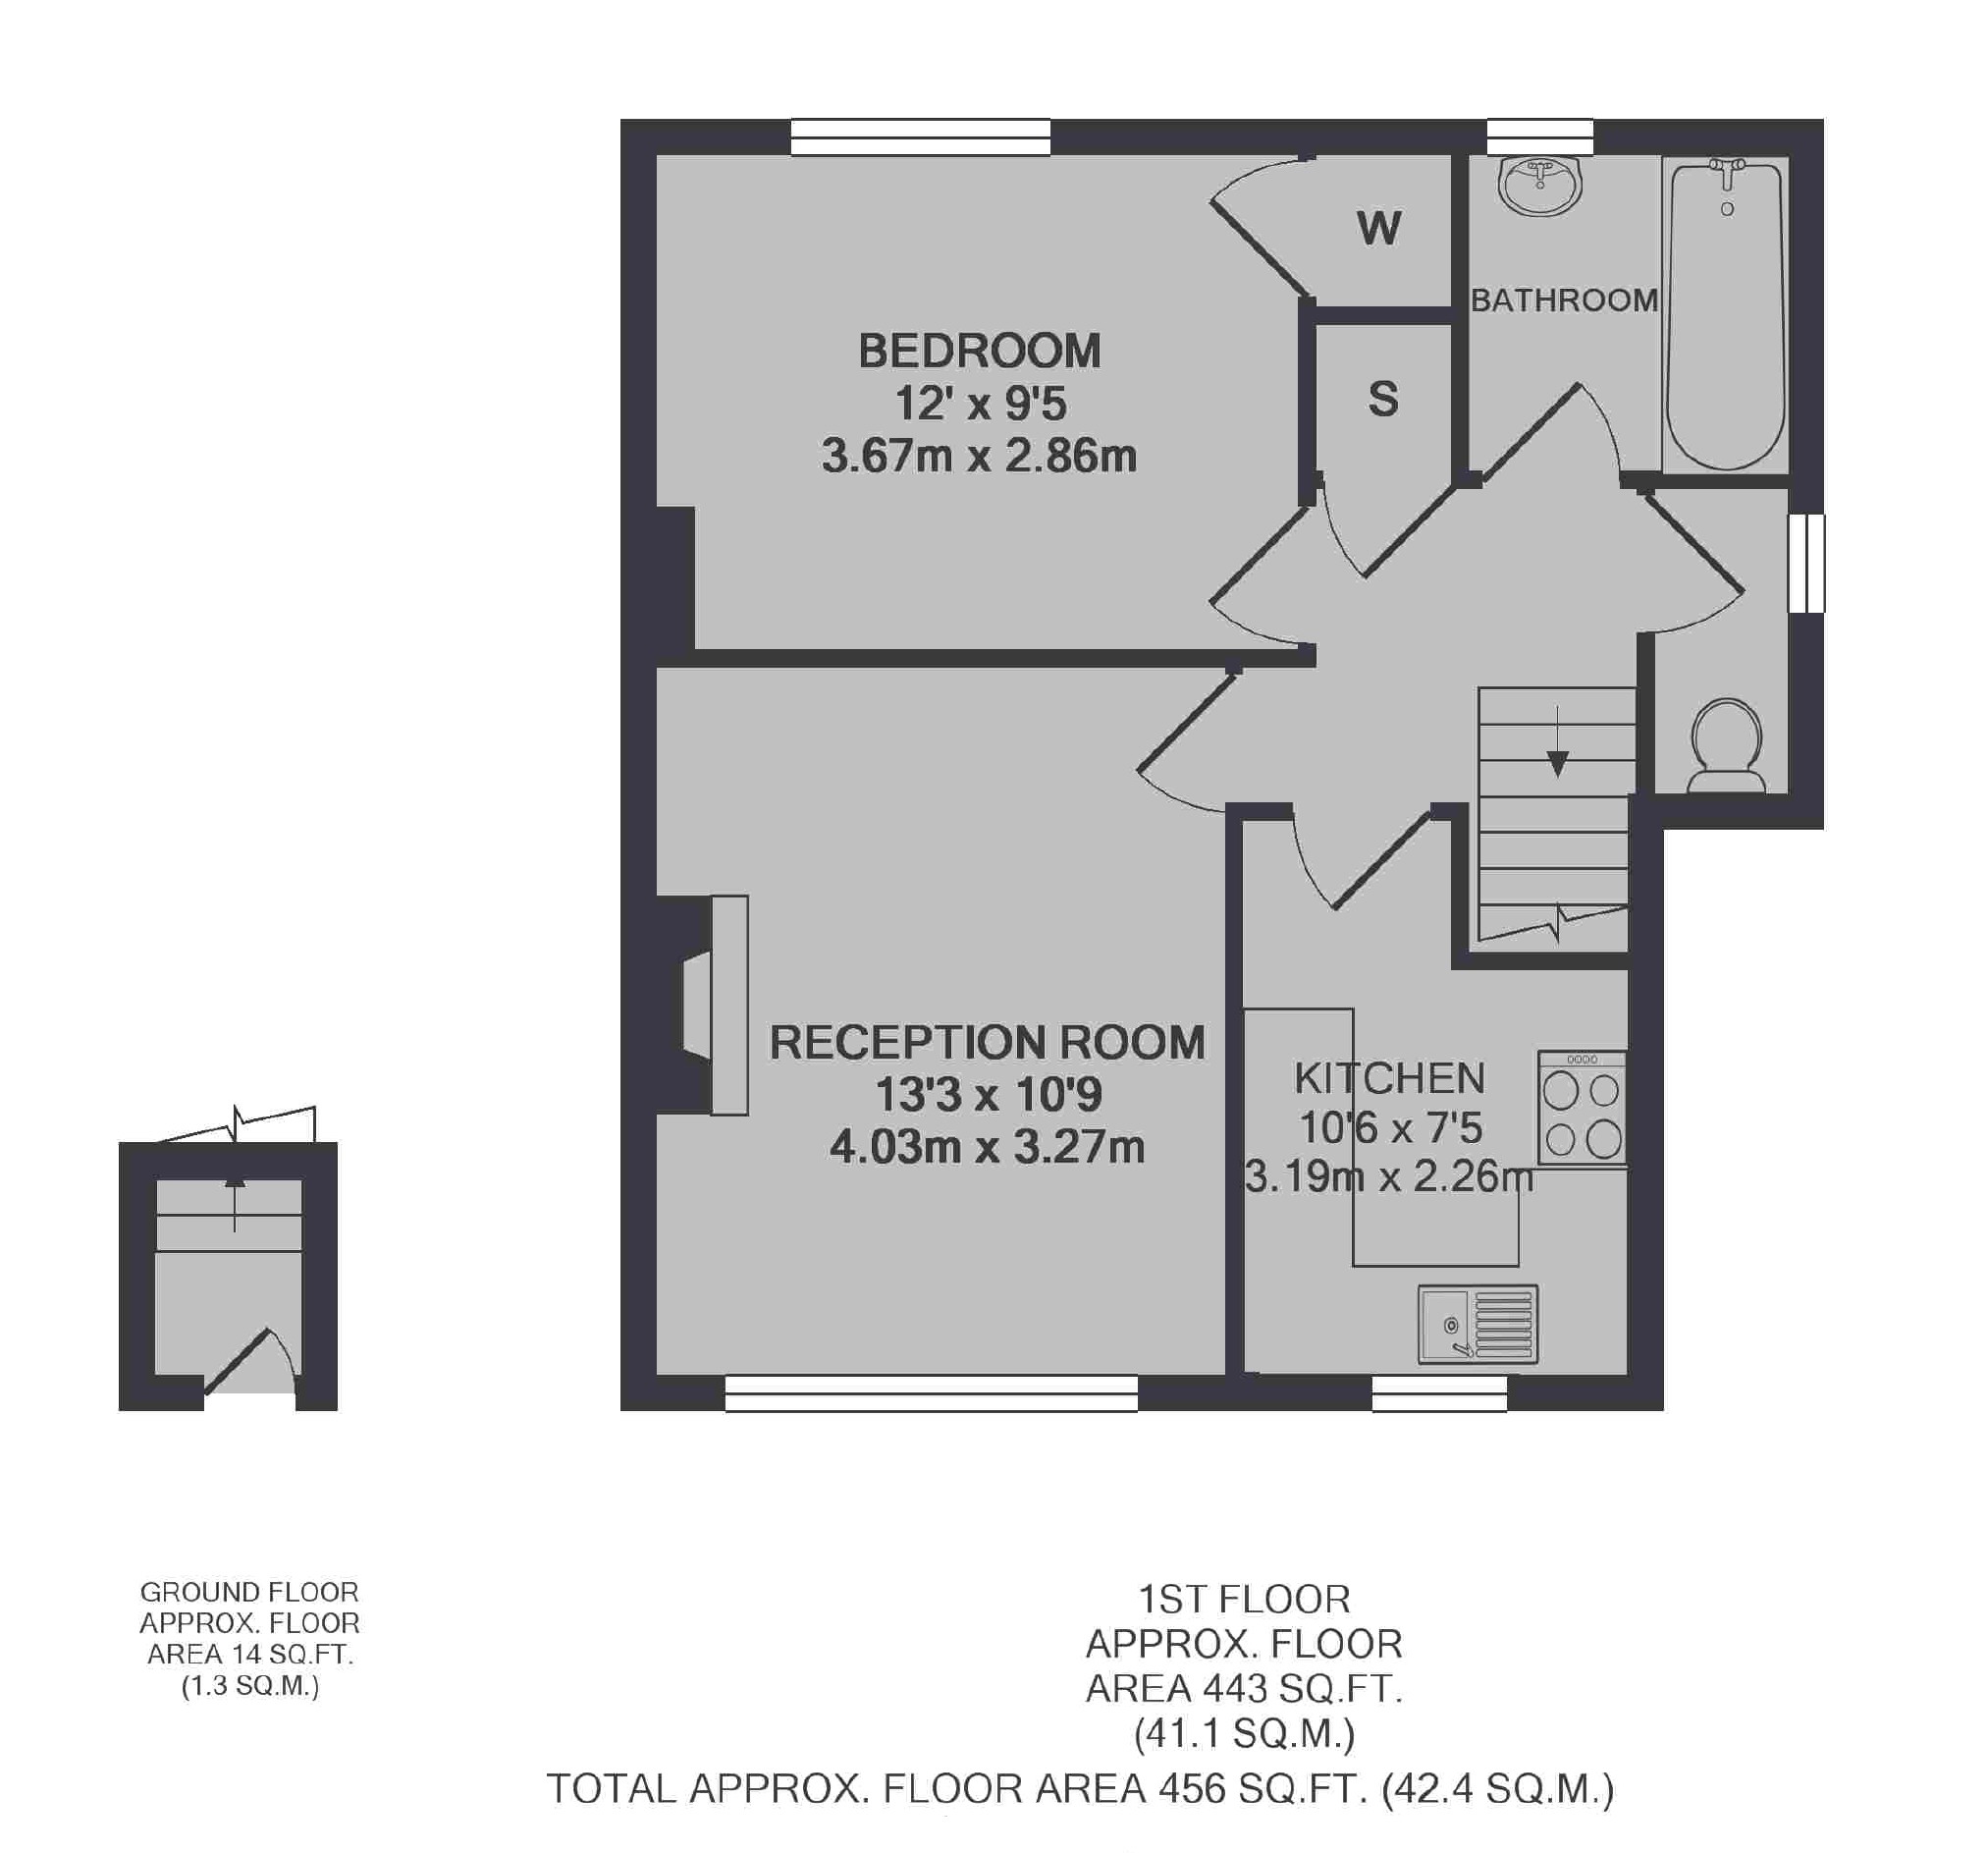 W
BATHROOM
BEDROOM
12' x 9'5
3.67m x 2.86m
S
RECEPTION ROOM
13'3 x 10'9
4.03m x 3.27m
KITCHEN
10'6 x 7'5
3.19m x 2.26m
GROUND FLOOR
APPROX. FLOOR
AREA 14 SQ.FT.
(1.3 SQ.M.)
1ST FLOOR
APPROX. FLOOR
AREA 443 SQ.FT.
(41.1 SQ.M.)
TOTAL APPROX. FLOOR AREA 456 SQ.FT. (42.4 SQ.M.)